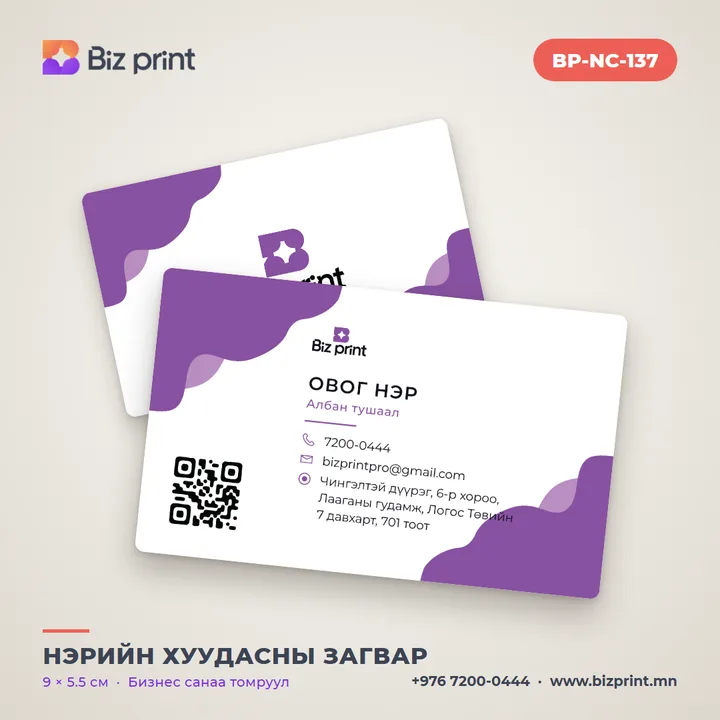 Biz print
BP-NC-137
Biz print
ОВОГ НЭР
Албан тушаал
7200-0444
bizprintpro@gmail.com
Чингэлтэй дүүрэг, 6-р хороо,
Лааганы гудамж, Логос Төвийн
7 давхарт, 701 тоот
НЭРИЙН ХУУДАСНЫ ЗАГВАР
9 × 5.5 см · Бизнес санаа томруул
+976 7200-0444 · www.bizprint.mn